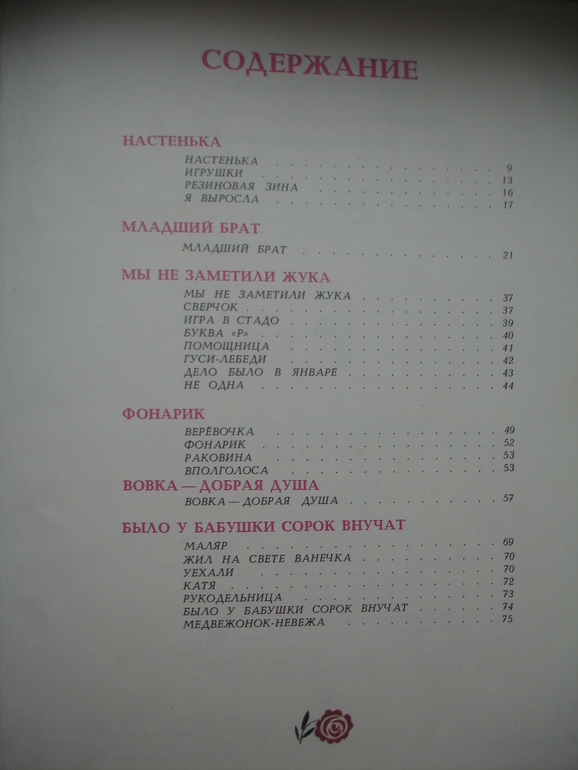 СОДЕРЖАНИЕ
НАСТЕНЬКА
НАСТЕНЬКА . . . . . . . . . . . . . . . . 9
ИГРУШКИ . . . . . . . . . . . . . . . . 13
РЕЗИНОВАЯ ЗИНА . . . . . . . . . . . . . 16
Я ВЫРОСЛА . . . . . . . . . . . . . . . 17
МЛАДШИЙ БРАТ
МЛАДШИЙ БРАТ . . . . . . . . . . . . . . 21
МЫ НЕ ЗАМЕТИЛИ ЖУКА
МЫ НЕ ЗАМЕТИЛИ ЖУКА . . . . . . . . . . 37
СВЕРЧОК . . . . . . . . . . . . . . . . 37
ИГРА В СТАДО . . . . . . . . . . . . . . 39
БУКВА «Р» . . . . . . . . . . . . . . . 40
ПОМОЩНИЦА . . . . . . . . . . . . . . 41
ГУСИ-ЛЕБЕДИ . . . . . . . . . . . . . . 42
ДЕЛО БЫЛО В ЯНВАРЕ . . . . . . . . . . . 43
НЕ ОДНА . . . . . . . . . . . . . . . . 44
ФОНАРИК
ВЕРЁВОЧКА . . . . . . . . . . . . . . . 49
ФОНАРИК . . . . . . . . . . . . . . . . 52
РАКОВИНА . . . . . . . . . . . . . . . 53
ВПОЛГОЛОСА . . . . . . . . . . . . . . 53
ВОВКА — ДОБРАЯ ДУША
ВОВКА — ДОБРАЯ ДУША . . . . . . . . . . . 57
БЫЛО У БАБУШКИ СОРОК ВНУЧАТ
МАЛЯР . . . . . . . . . . . . . . . . . 69
ЖИЛ НА СВЕТЕ ВАНЕЧКА . . . . . . . . . . 70
УЕХАЛИ . . . . . . . . . . . . . . . . 70
КАТЯ . . . . . . . . . . . . . . . . . 72
РУКОДЕЛЬНИЦА . . . . . . . . . . . . . . 73
БЫЛО У БАБУШКИ СОРОК ВНУЧАТ . . . . . . 74
МЕДВЕЖОНОК-НЕВЕЖА . . . . . . . . . . . 75